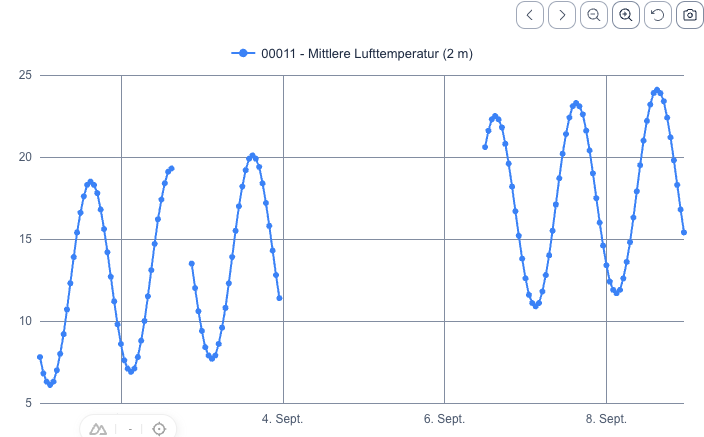 00011 - Mittlere Lufttemperatur (2 m)
25
20
15
10
5
4. Sept.
6. Sept.
8. Sept.
-